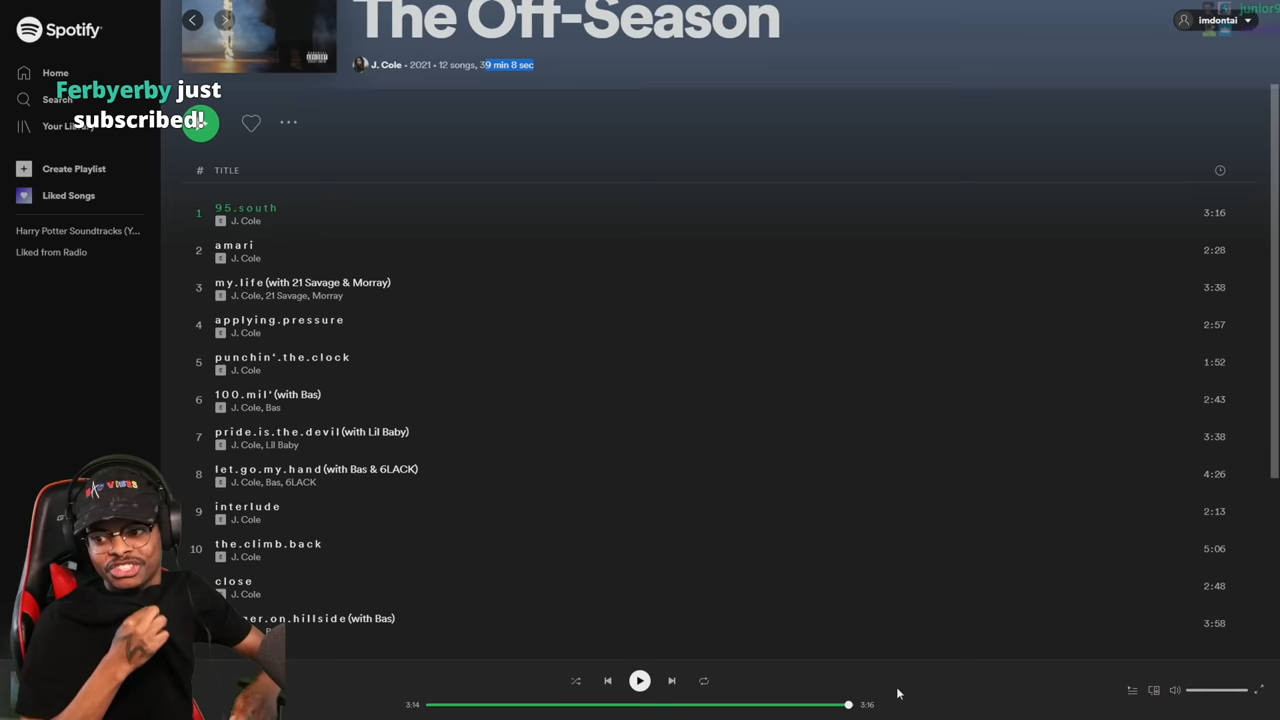 Spotify
The Off-Season
imdontai
J. Cole • 2021 • 12 songs, 39 min 8 sec
Home
Search
Ferbyerby just
subscribed!
Create Playlist
Liked Songs
Harry Potter Soundtracks (Y...
Liked from Radio
# TITLE
1 95.south 3:16
J. Cole
2 amari 2:28
J. Cole
3 my.life (with 21 Savage & Morray) 3:38
J. Cole, 21 Savage, Morray
4 applying.pressure 2:57
J. Cole
5 punchin'.the.clock 1:52
J. Cole
6 100.mil' (with Bas) 2:43
J. Cole, Bas
7 pride.is.the.devil (with Lil Baby) 3:38
J. Cole, Lil Baby
8 let.go.my.hand (with Bas & 6LACK) 4:26
J. Cole, Bas, 6LACK
9 interlude 2:13
J. Cole
10 the.climb.back 5:06
J. Cole
close 2:48
J. Cole
.on.hillside (with Bas) 3:58
3:14 3:16